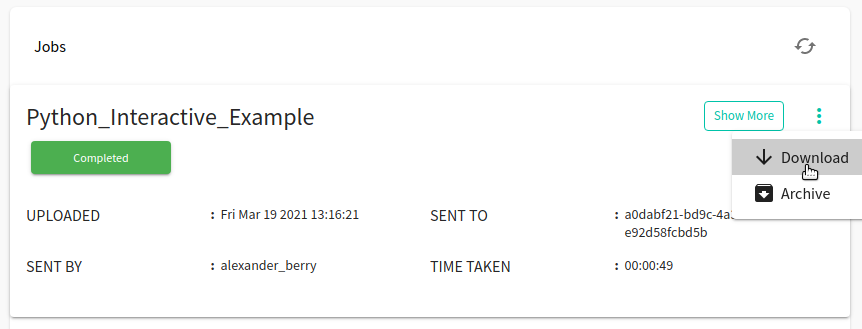 Jobs
Python_Interactive_Example
Show More
Completed
Download
Archive
UPLOADED : Fri Mar 19 2021 13:16:21
SENT TO : a0dabf21-bd9c-4a
e92d58fcbd5b
SENT BY : alexander_berry
TIME TAKEN : 00:00:49